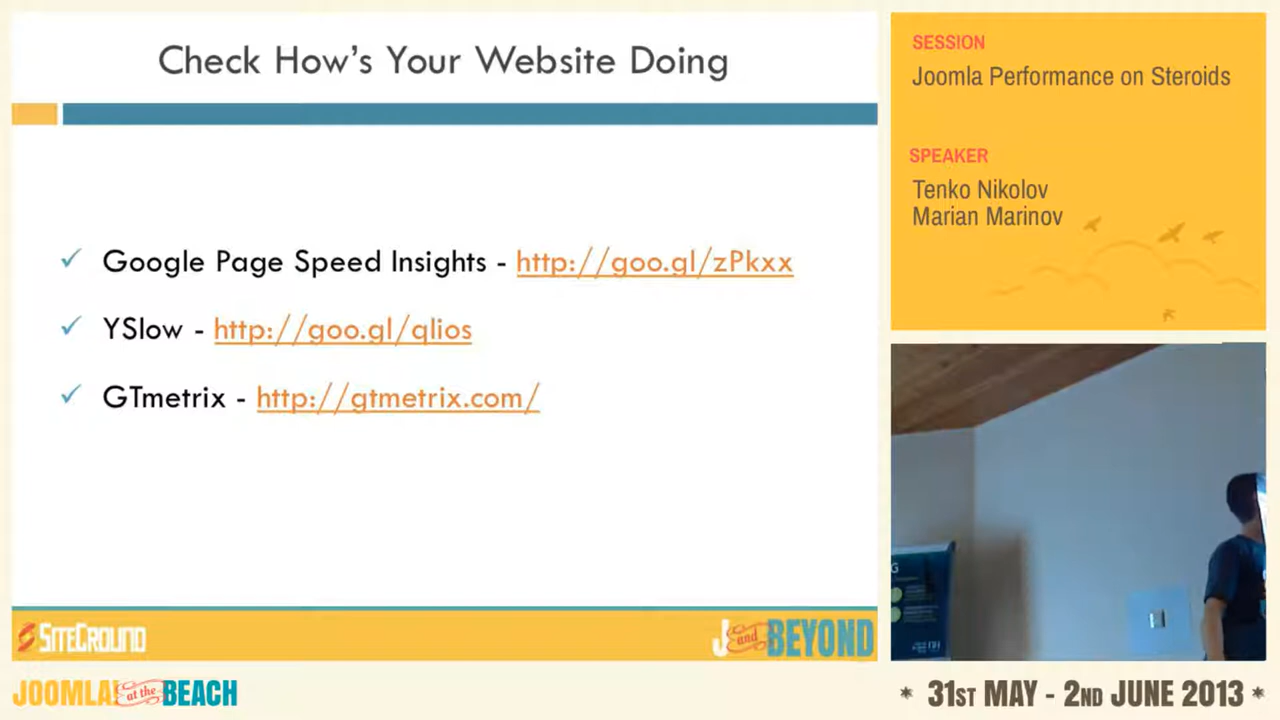 Check How's Your Website Doing
Google Page Speed Insights - http://goo.gl/zPkxx
YSlow - http://goo.gl/qlios
GTmetrix - http://gtmetrix.com/
SITEGROUND
J and BEYOND
SESSION
Joomla Performance on Steroids
SPEAKER
Tenko Nikolov
Marian Marinov
JOOMLA! at the BEACH
* 31ST MAY - 2ND JUNE 2013 *